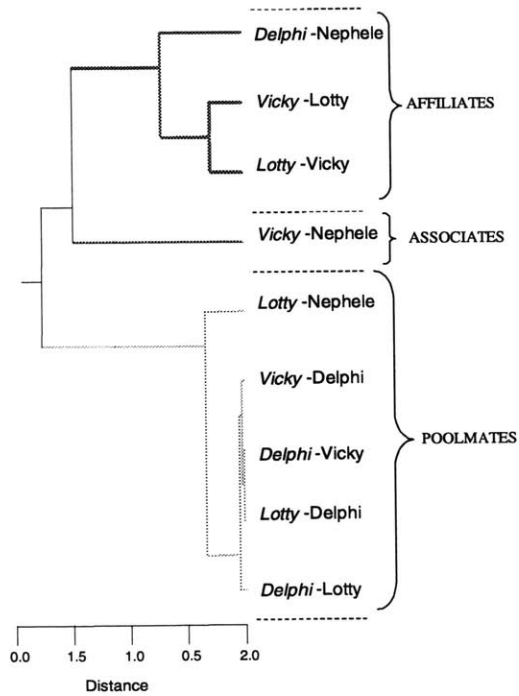 Delphi -Nephele
Vicky -Lotty
AFFILIATES
Lotty -Vicky
Vicky -Nephele
ASSOCIATES
Lotty -Nephele
Vicky -Delphi
POOLMATES
Delphi -Vicky
Lotty -Delphi
Delphi -Lotty
0.0 1.5 1.0 0.5 2.0
Distance